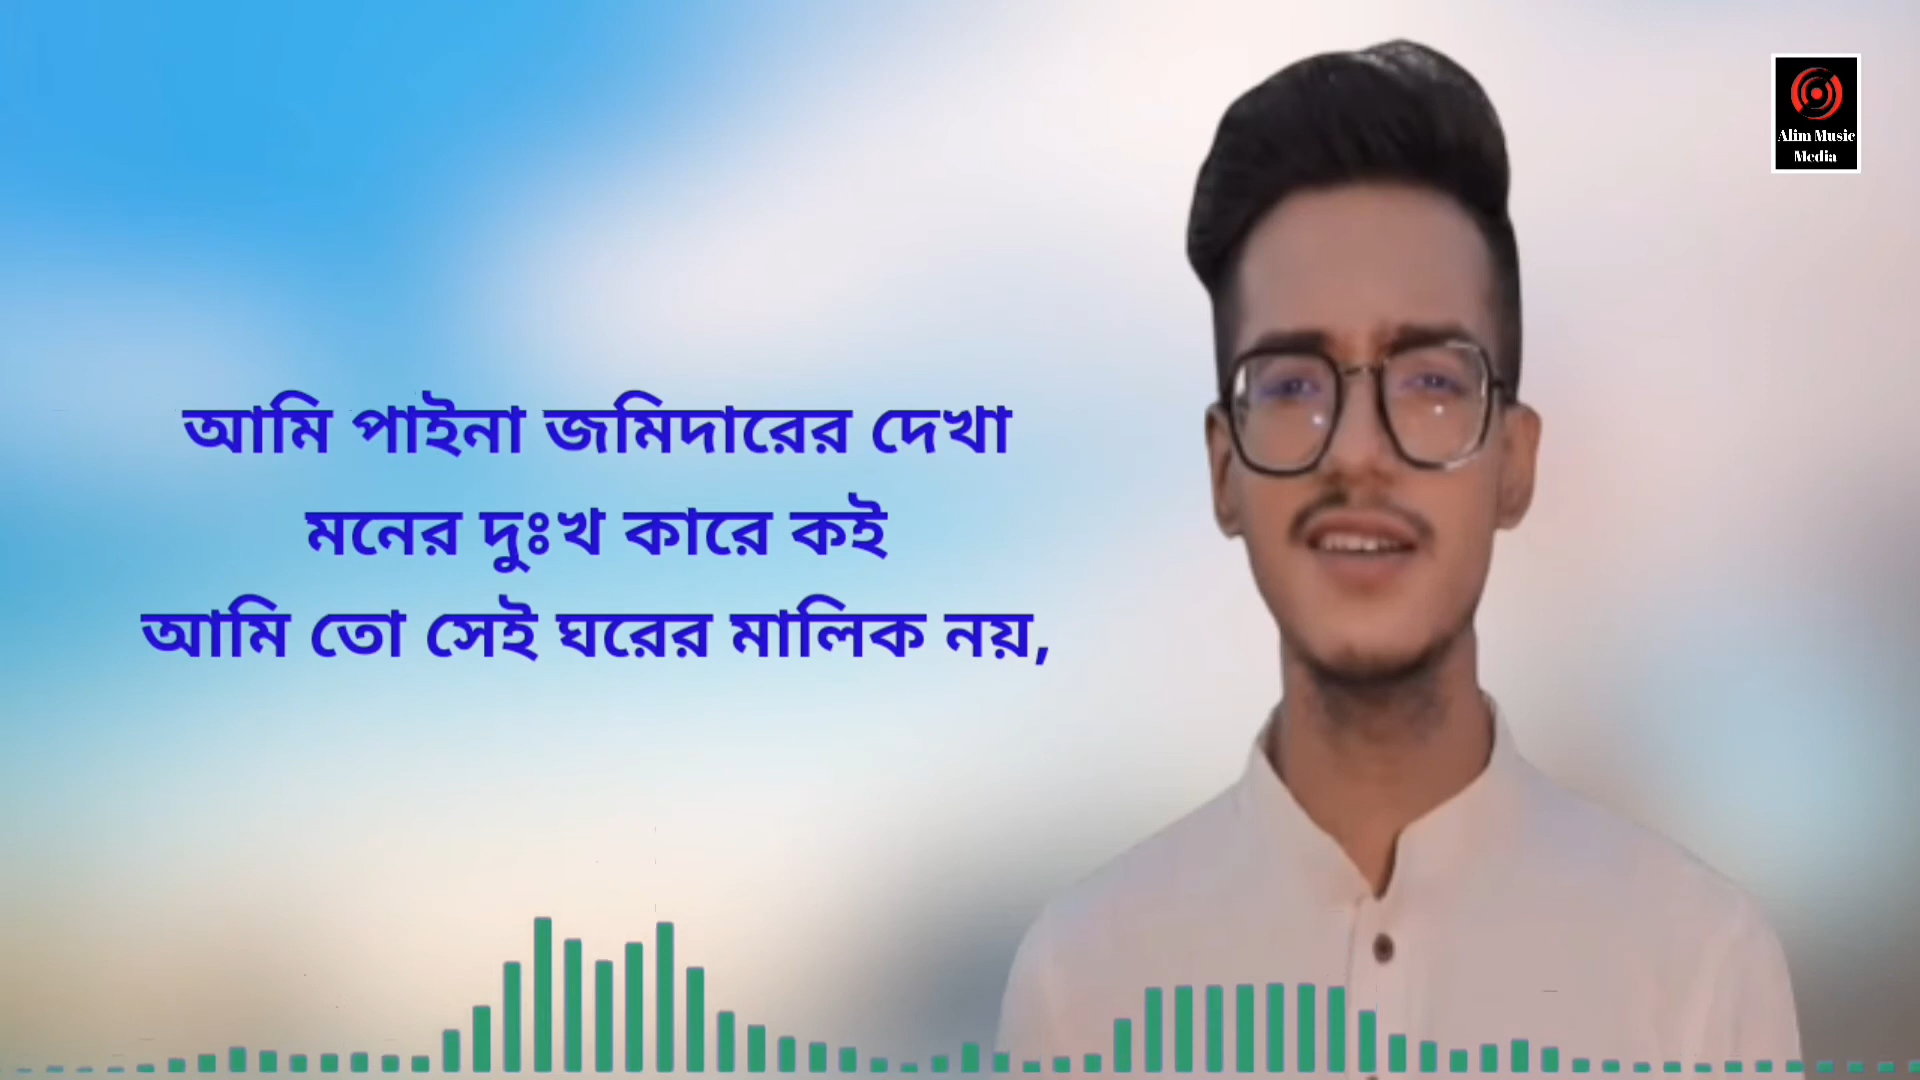 আমি পাইনা জমিদারের দেখা
মনের দুঃখ কারে কই
আমি তো সেই ঘরের মালিক নয়,
Alim Music
Media